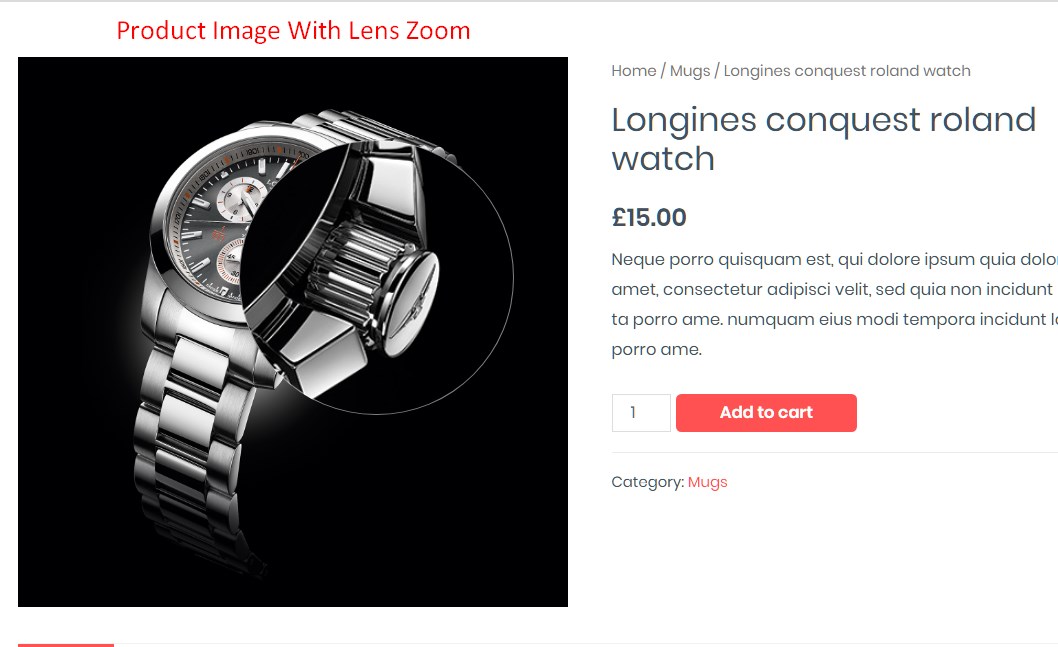 Product Image With Lens Zoom
Home / Mugs / Longines conquest roland watch
Longines conquest roland
watch
£15.00
Neque porro quisquam est, qui dolore ipsum quia
amet, consectetur adipisci velit, sed quia non incidunt
ta porro ame. numquam eius modi tempora incidunt
porro ame.
1
Add to cart
Category: Mugs